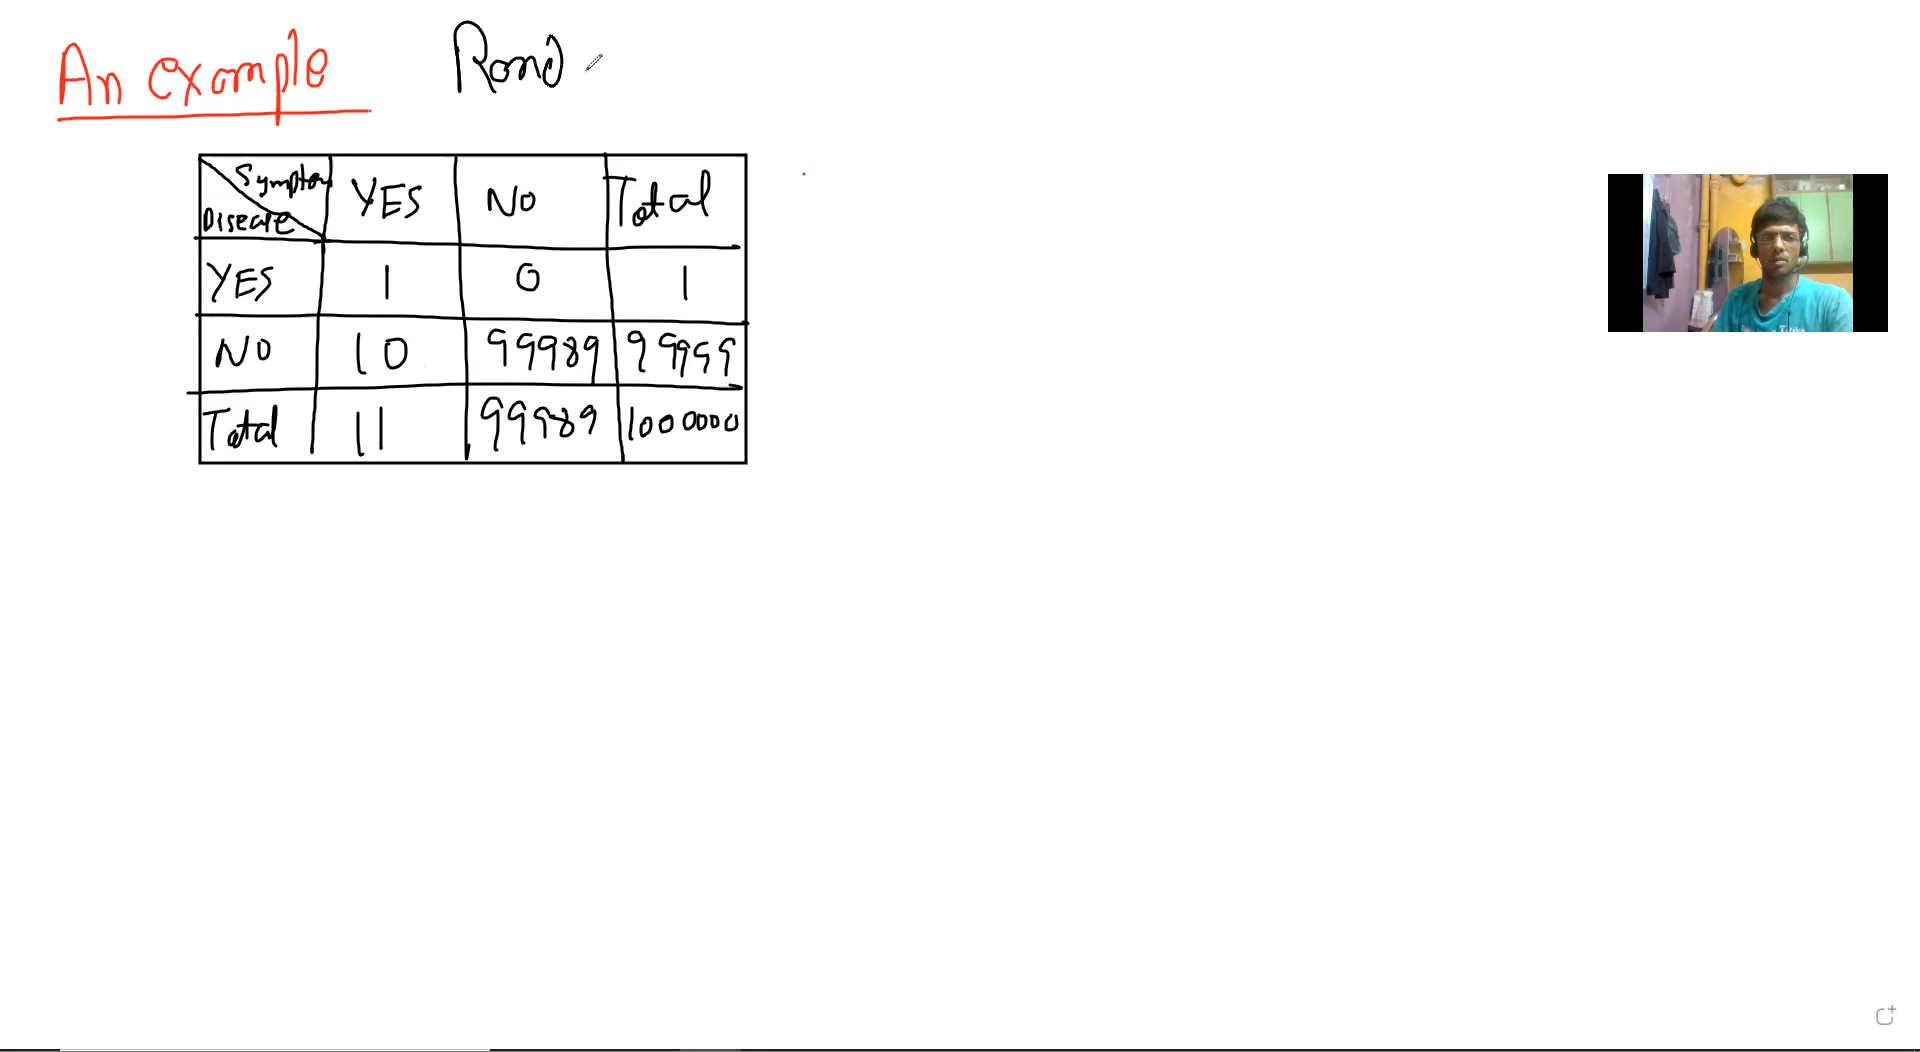 An example Rand
Symptom YES NO Total
Disease
YES 1 0 1
NO 10 99989 99999
Total 11 99989 1000000